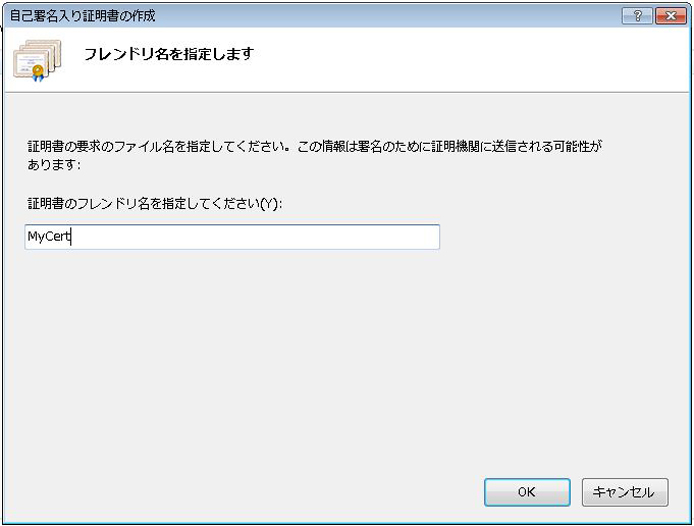 自己署名入り証明書の作成
?
フレンドリ名を指定します
証明書の要求のファイル名を指定してください。この情報は署名のために証明機関に送信される可能性が
あります:
証明書のフレンドリ名を指定してください(Y):
MyCert
OK
キャンセル